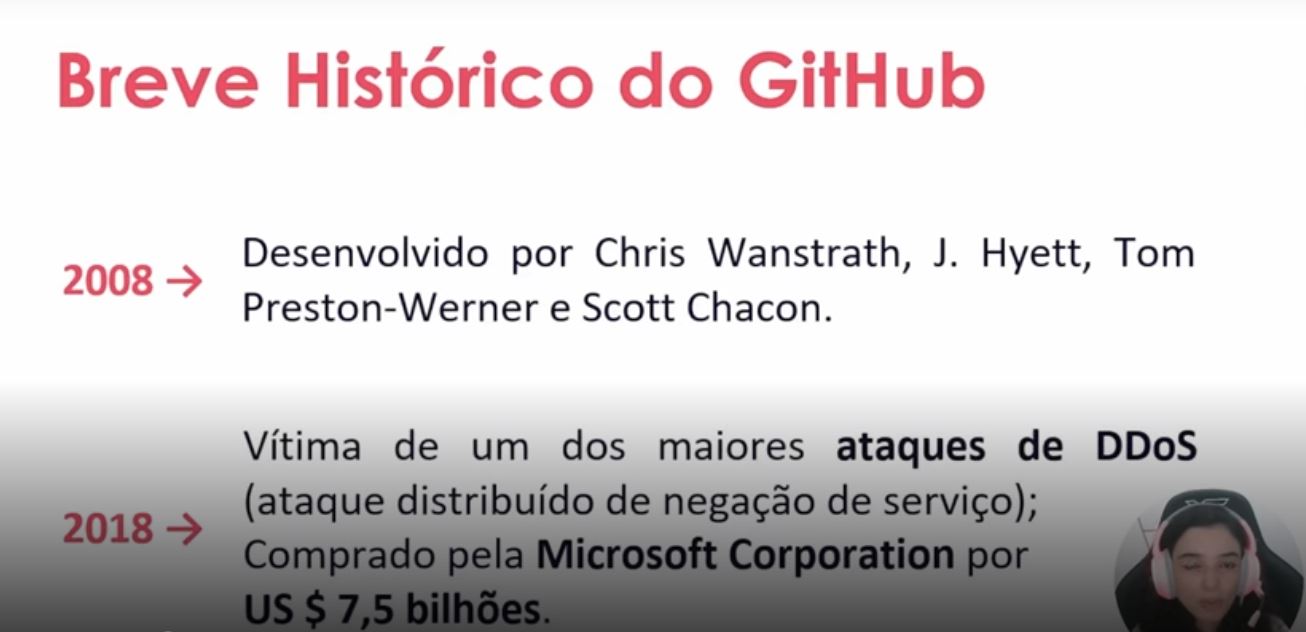 Breve Histórico do GitHub
2008 →
Desenvolvido por Chris Wanstrath, J. Hyett, Tom
Preston-Werner e Scott Chacon.
2018 →
Vítima de um dos maiores ataques de DDoS
(ataque distribuído de negação de serviço);
Comprado pela Microsoft Corporation por
US $ 7,5 bilhões.